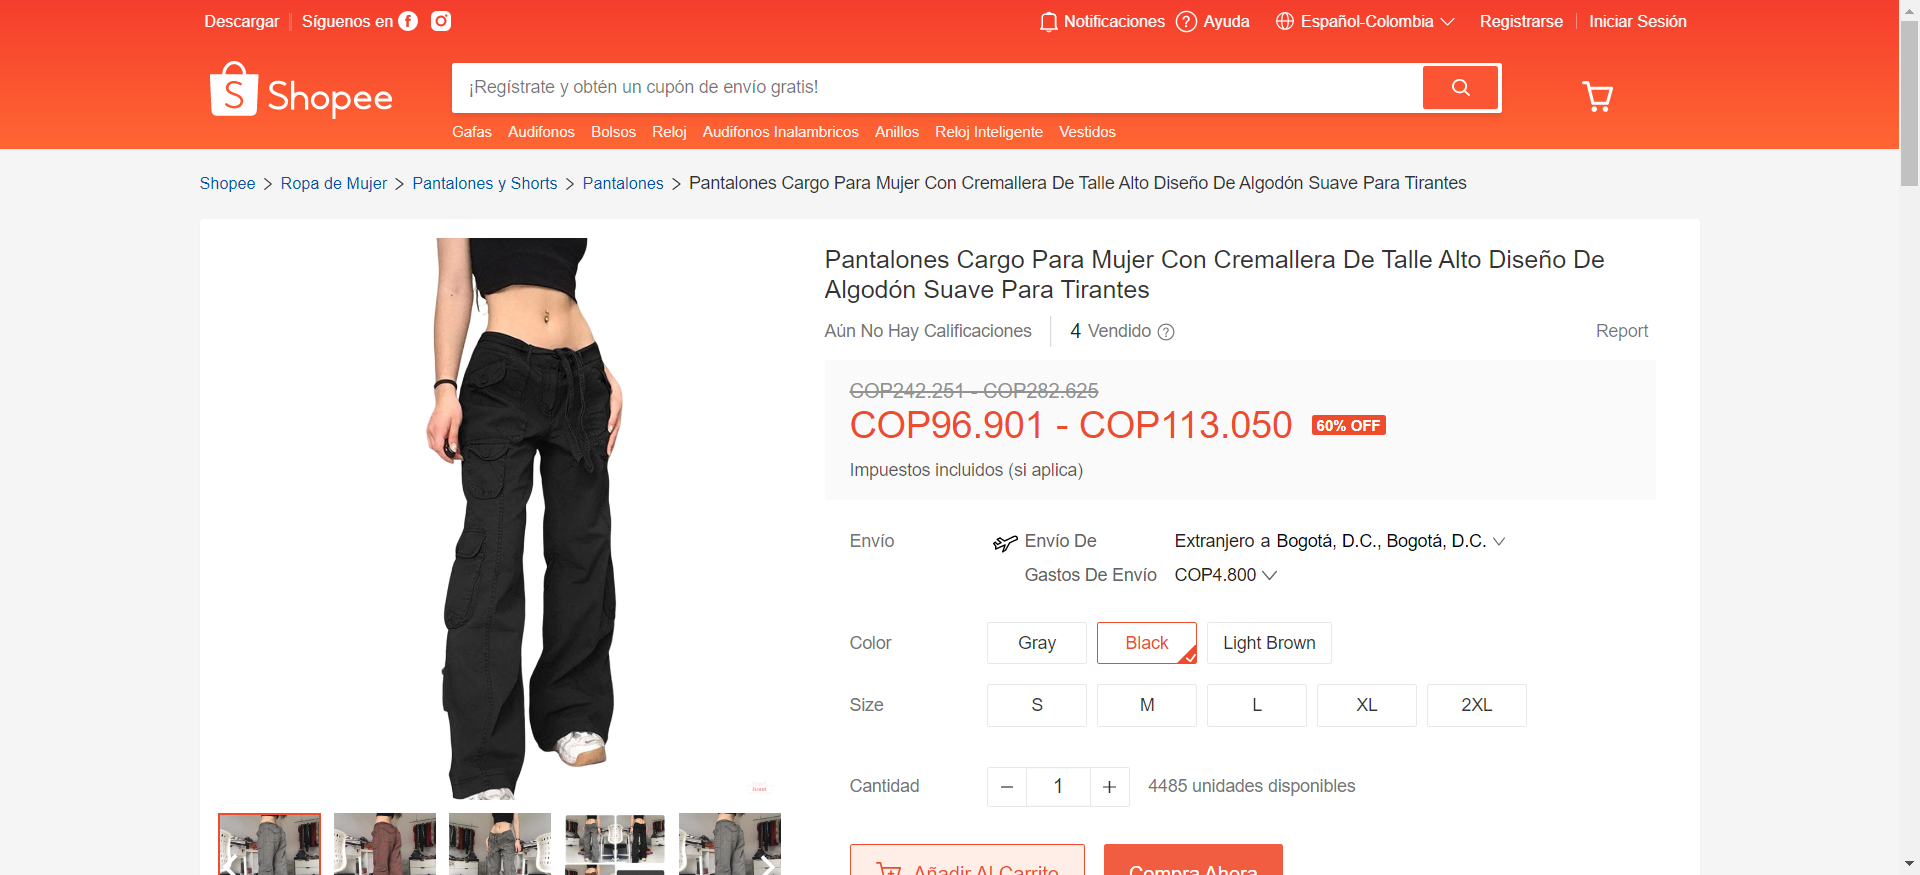 Descargar
Síguenos en
Notificaciones
Ayuda
Español-Colombia
Registrarse
Iniciar Sesión
Shopee
¡Regístrate y obtén un cupón de envío gratis!
Gafas Audifonos Bolsos Reloj Audifonos Inalambricos Anillos Reloj Inteligente Vestidos
Shopee > Ropa de Mujer > Pantalones y Shorts > Pantalones > Pantalones Cargo Para Mujer Con Cremallera De Talle Alto Diseño De Algodón Suave Para Tirantes
Pantalones Cargo Para Mujer Con Cremallera De Talle Alto Diseño De
Algodón Suave Para Tirantes
Aún No Hay Calificaciones
4 Vendido
Report
COP242.251 - COP282.625
COP96.901 - COP113.050
60% OFF
Impuestos incluidos (si aplica)
Envío
Envío De
Extranjero a Bogotá, D.C., Bogotá, D.C.
Gastos De Envío
COP4.800
Color
Gray
Black
Light Brown
Size
S
M
L
XL
2XL
Cantidad
1
4485 unidades disponibles
Añadir Al Carrito
Compra Ahora